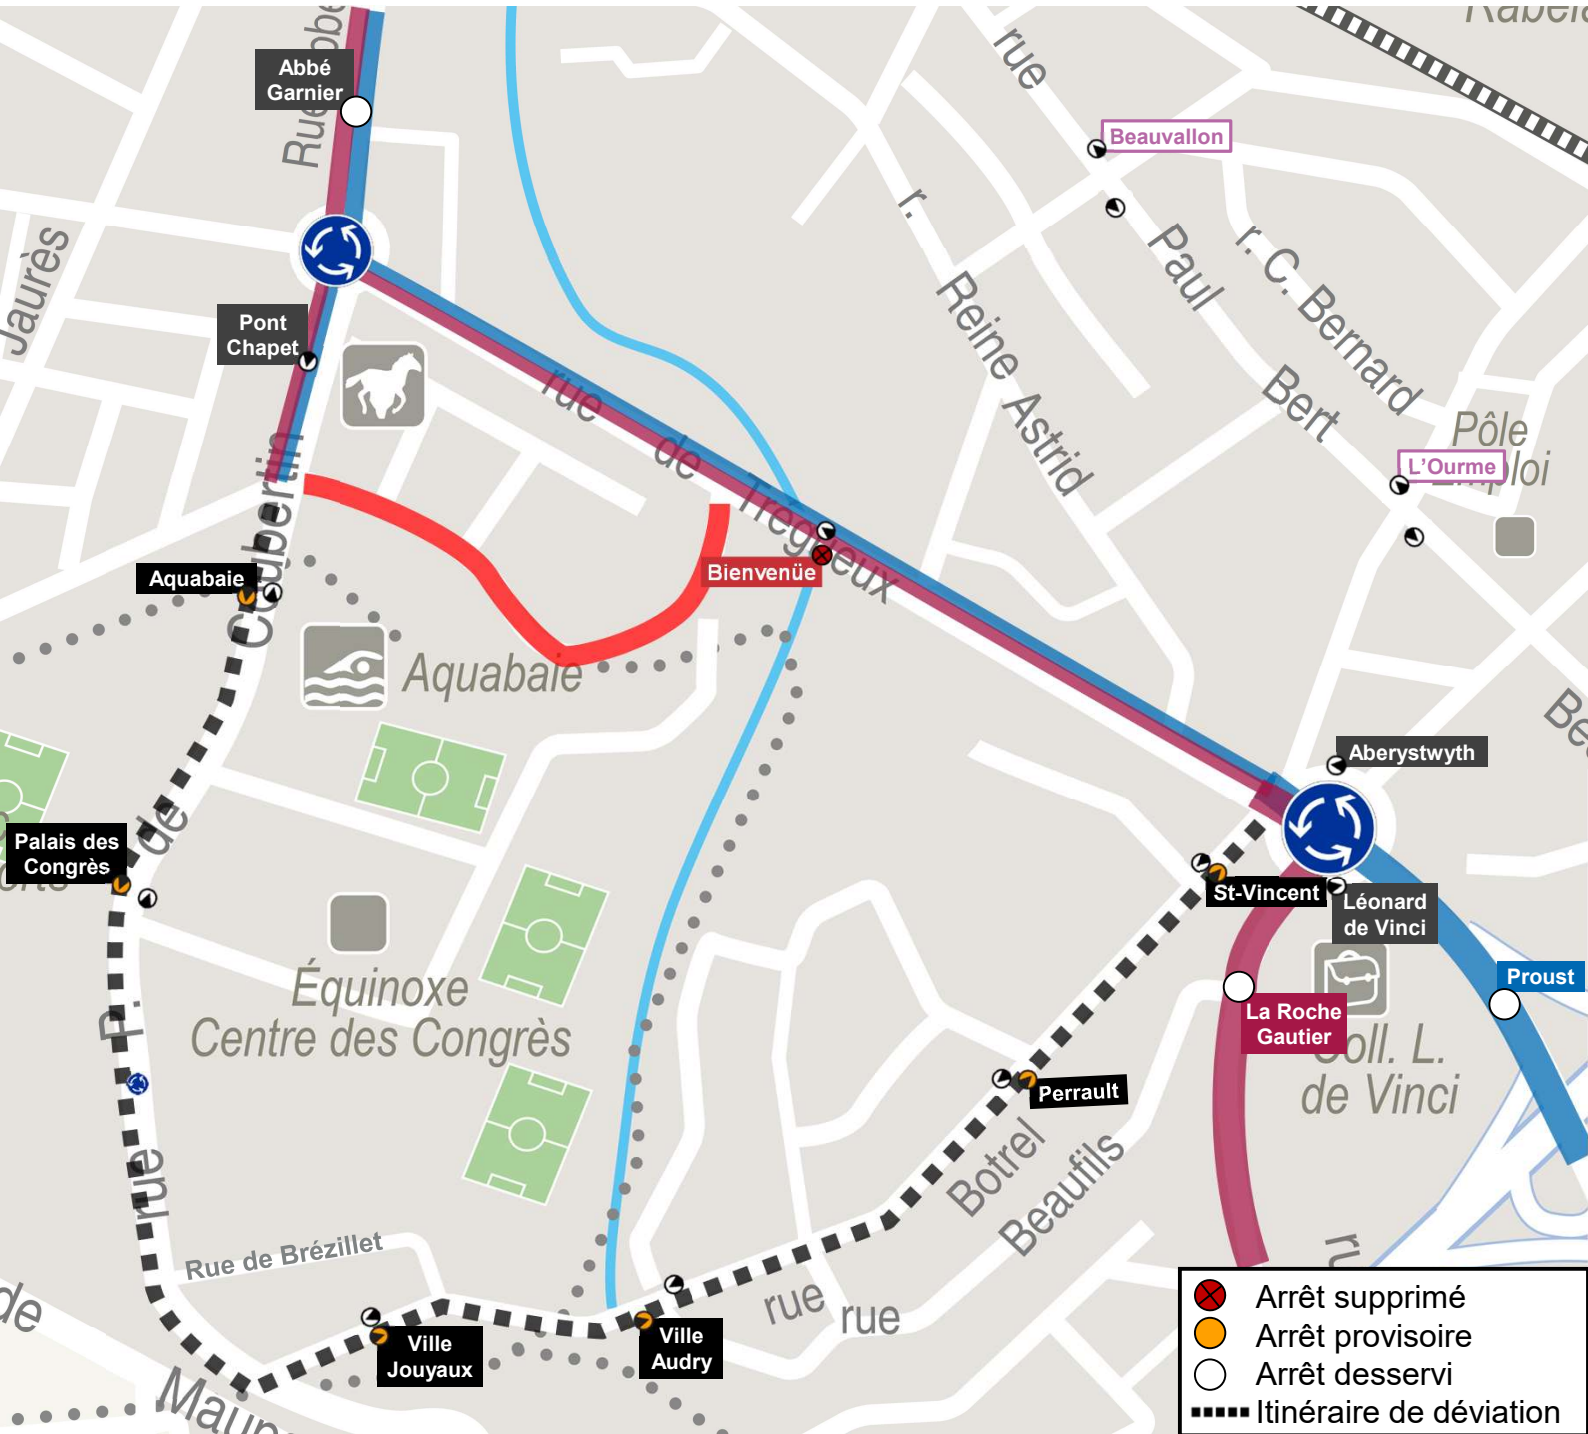 Abbé
Garnier
Rue
Jaurès
Pont
Chapet
Beauvallon
rue
Paul
Bert
r.
Reine
Astrid
r. C. Bernard
Pôle
L'Ourme
rue
de
Trégueux
Bienvenüe
Coubertin
Aquabaie
Aquabaie
de
Palais des
Congrès
P.
rue
Équinoxe
Centre des Congrès
Aberystwyth
St-Vincent
Léonard
de Vinci
Proust
La Roche
Gautier
Coll. L.
de Vinci
Perrault
Botrel
Beaufils
rue
rue
Rue de Brézillet
Ville
Jouyaux
Ville
Audry
de
Arrêt supprimé
Arrêt provisoire
Arrêt desservi
Itinéraire de déviation